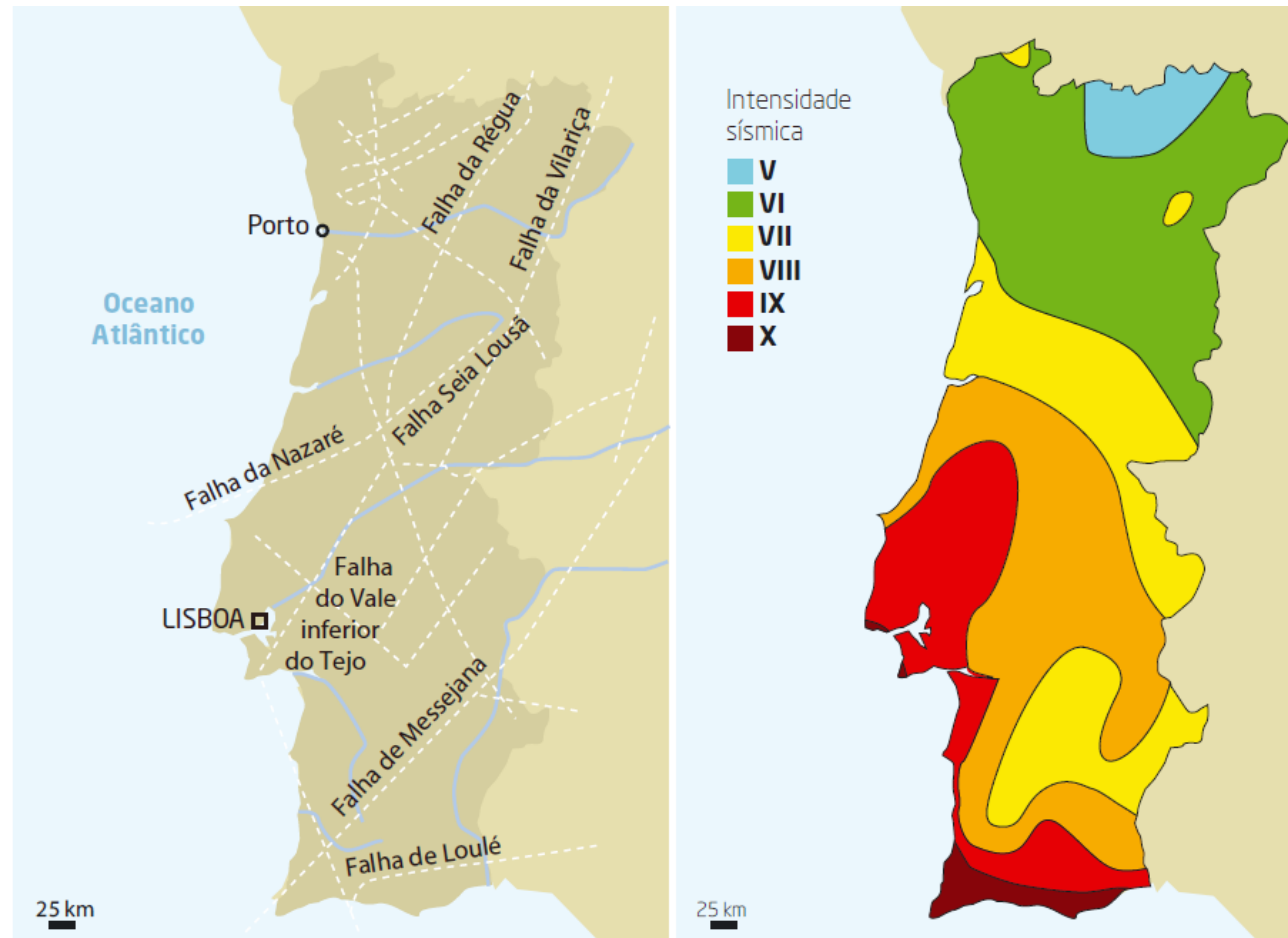 Porto
Oceano
Atlântico
Falha da Régua
Falha da Vilariça
Falha Seia Lousã
Falha da Nazaré
Falha
do Vale
inferior
do Tejo
LISBOA
Falha de Messejana
Falha de Loulé
25 km
Intensidade
sísmica
V
VI
VII
VIII
IX
X
25 km